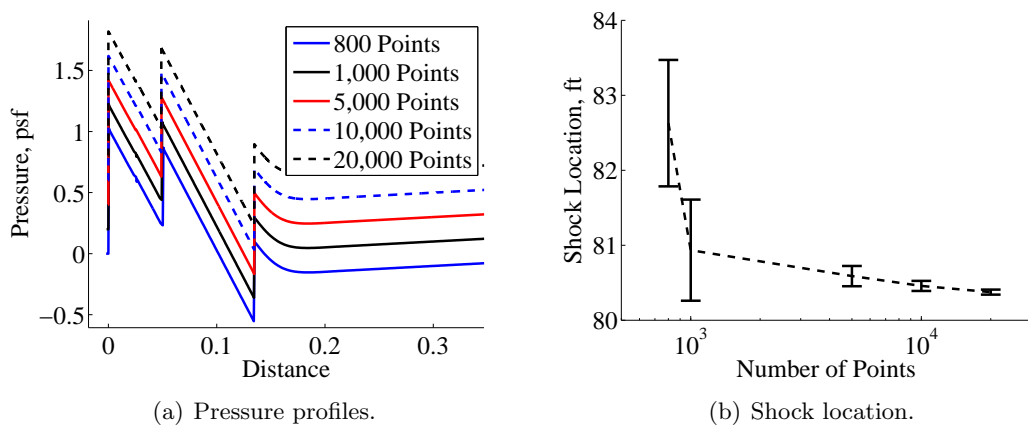 800 Points
1,000 Points
5,000 Points
10,000 Points
20,000 Points
Pressure, psf
1.5
1
0.5
0
−0.5
0
0.1
0.2
0.3
Distance
(a) Pressure profiles.
Shock Location, ft
84
83
82
81
80
10³
10⁴
Number of Points
(b) Shock location.